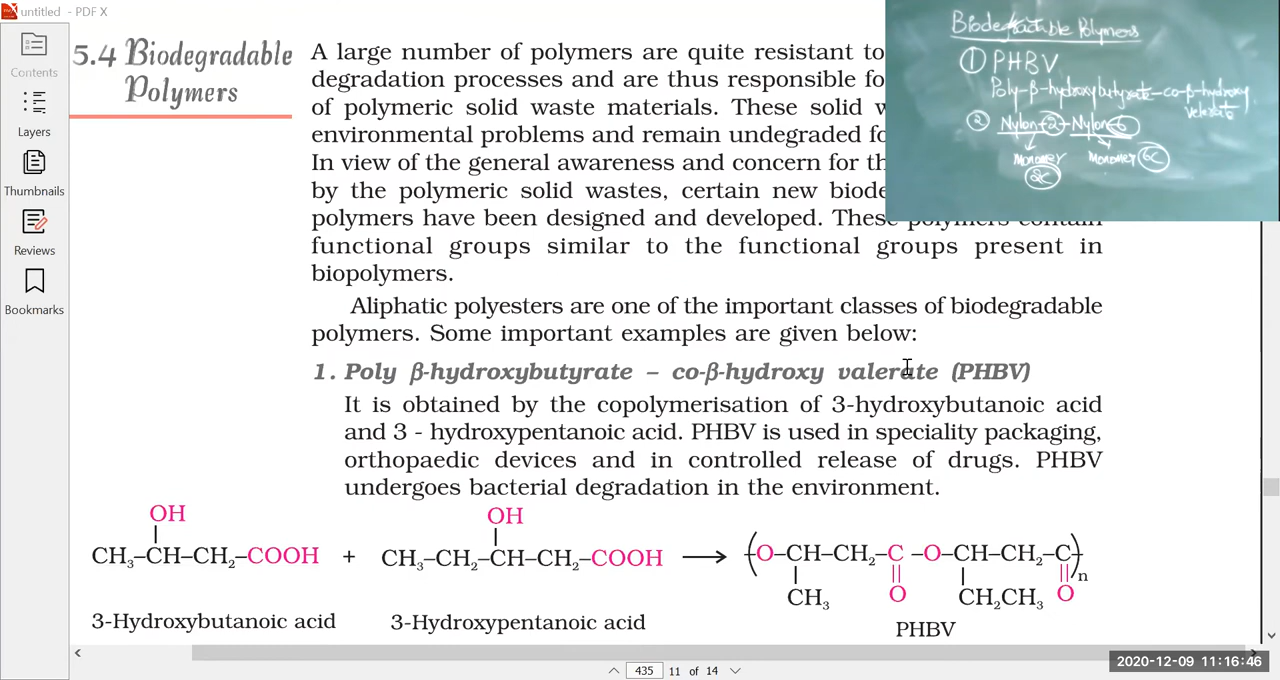 untitled - PDF X
Contents
Layers
Thumbnails
Reviews
Bookmarks
5.4 Biodegradable
Polymers
A large number of polymers are quite resistant to
degradation processes and are thus responsible fo
of polymeric solid waste materials. These solid w
environmental problems and remain undegraded fo
In view of the general awareness and concern for th
by the polymeric solid wastes, certain new biode
polymers have been designed and developed. These polymers contain
functional groups similar to the functional groups present in
biopolymers.
Aliphatic polyesters are one of the important classes of biodegradable
polymers. Some important examples are given below:
1. Poly β-hydroxybutyrate – co-β-hydroxy valerate (PHBV)
It is obtained by the copolymerisation of 3-hydroxybutanoic acid
and 3 - hydroxypentanoic acid. PHBV is used in speciality packaging,
orthopaedic devices and in controlled release of drugs. PHBV
undergoes bacterial degradation in the environment.
OH OH
CH₃–CH–CH₂–COOH + CH₃–CH₂–CH–CH₂–COOH ⟶ (O–CH–CH₂–C–O–CH–CH₂–C)n
CH₃ O CH₂CH₃ O
3-Hydroxybutanoic acid 3-Hydroxypentanoic acid PHBV
Biodegradable Polymers
① PHBV
Poly-β-hydroxybutyrate-co-β-hydroxy
② Nylon-2-Nylon-6
2C
6C
435 11 of 14
2020-12-09 11:16:46